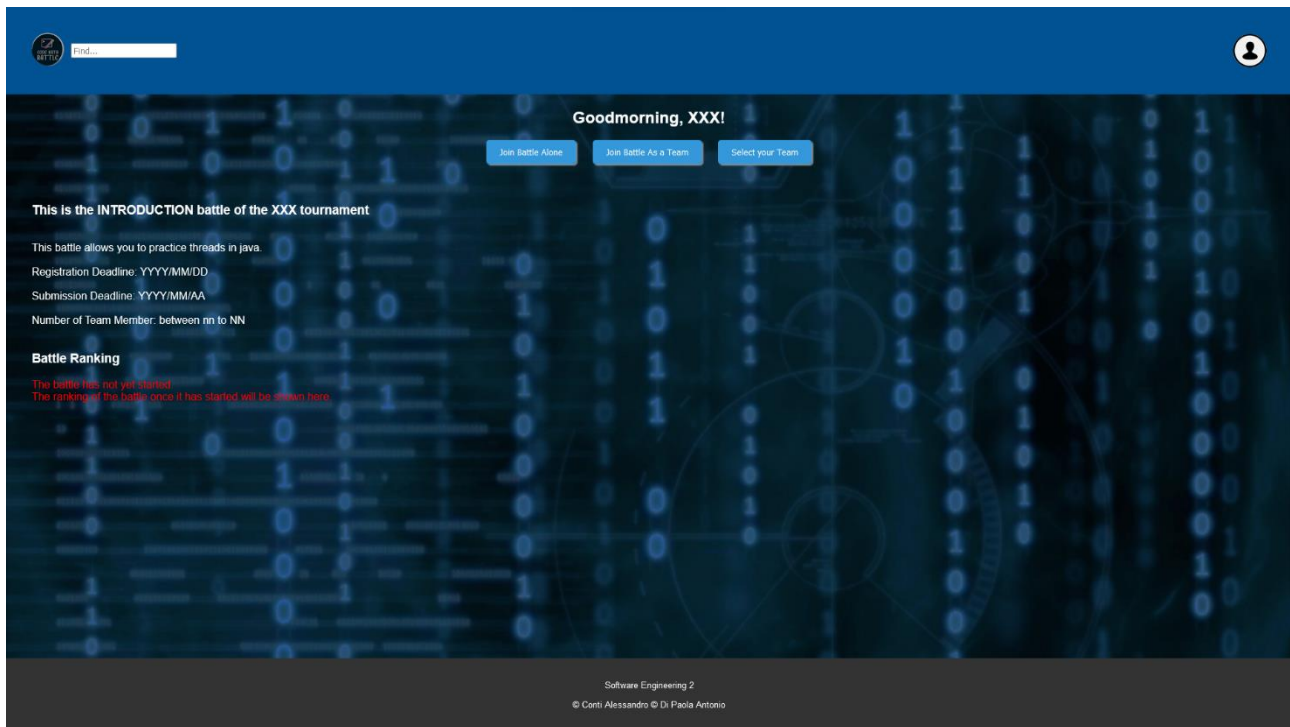 CODE KATA
BATTLE
Find...
Goodmorning, XXX!
Join Battle Alone
Join Battle As a Team
Select your Team
This is the INTRODUCTION battle of the XXX tournament
This battle allows you to practice threads in java.
Registration Deadline: YYYY/MM/DD
Submission Deadline: YYYY/MM/AA
Number of Team Member: between nn to NN
Battle Ranking
The battle has not yet started.
The ranking of the battle once it has started will be shown here.
Software Engineering 2
© Conti Alessandro © Di Paola Antonio